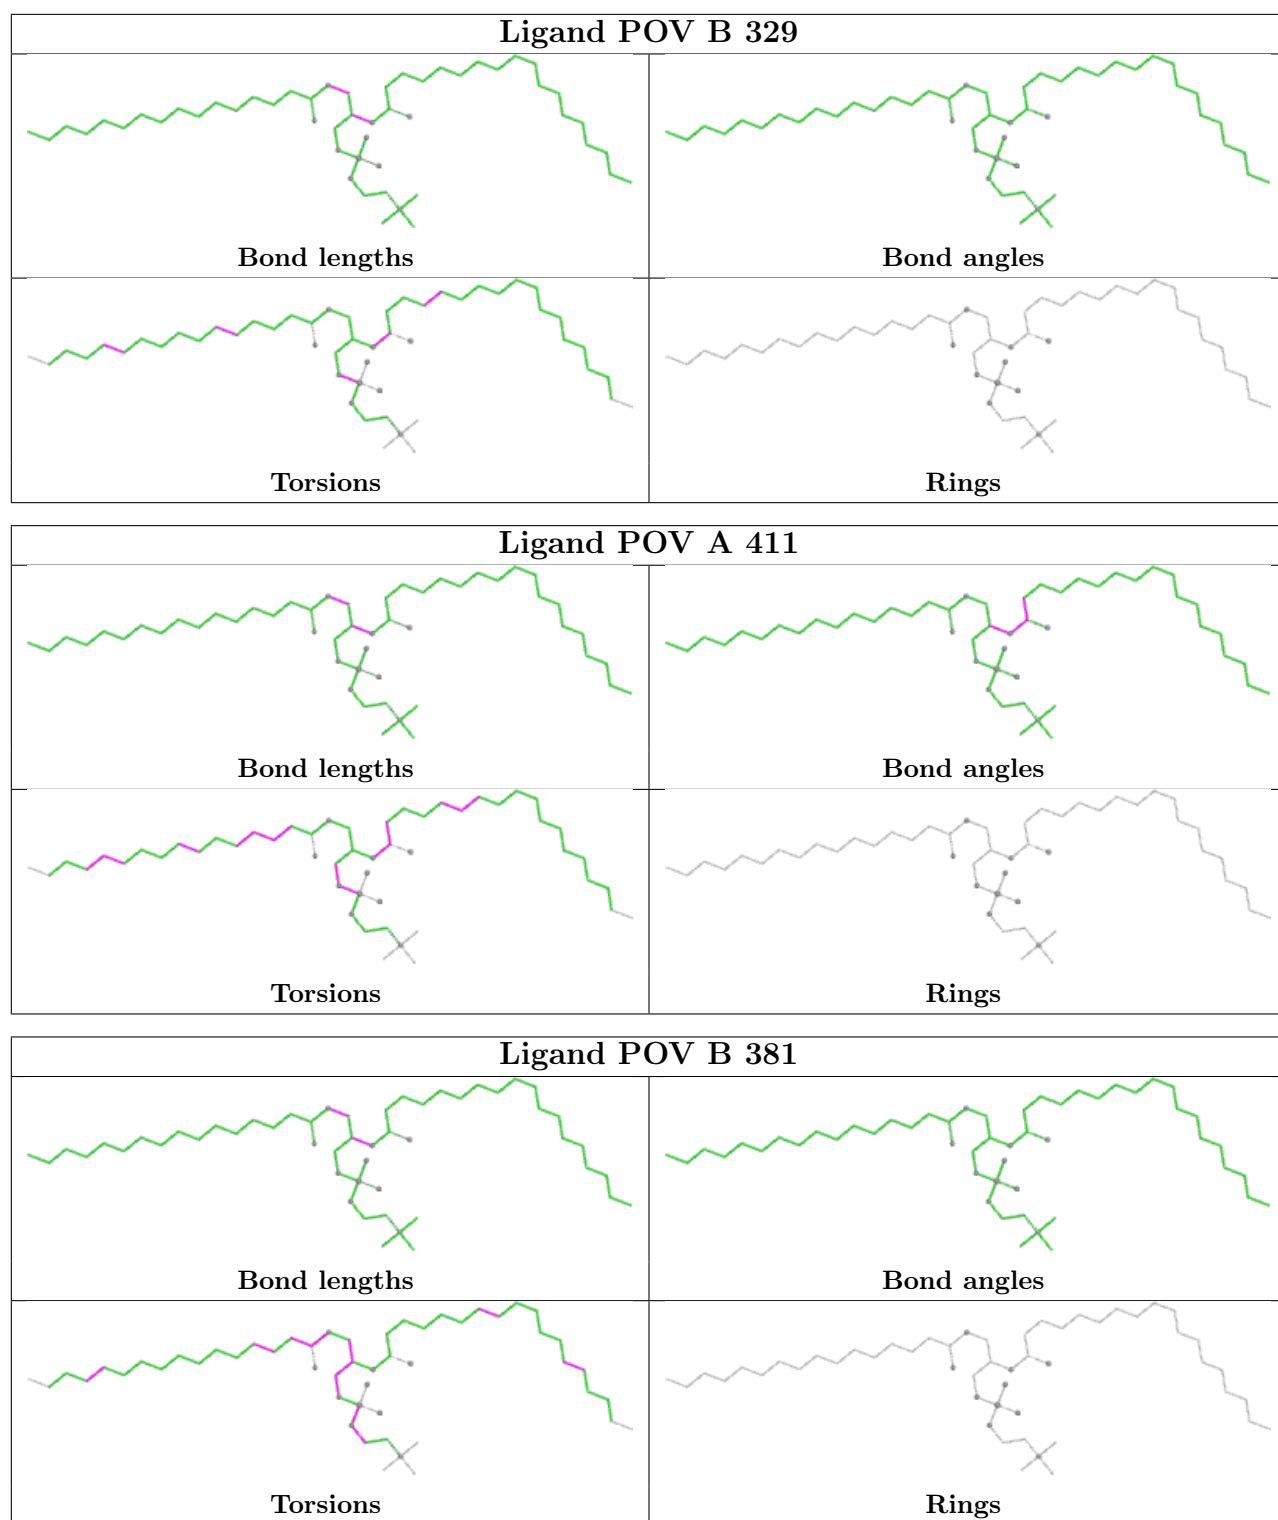 Ligand POV B 329
Bond lengths
Bond angles
Torsions
Rings
Ligand POV A 411
Bond lengths
Bond angles
Torsions
Rings
Ligand POV B 381
Bond lengths
Bond angles
Torsions
Rings